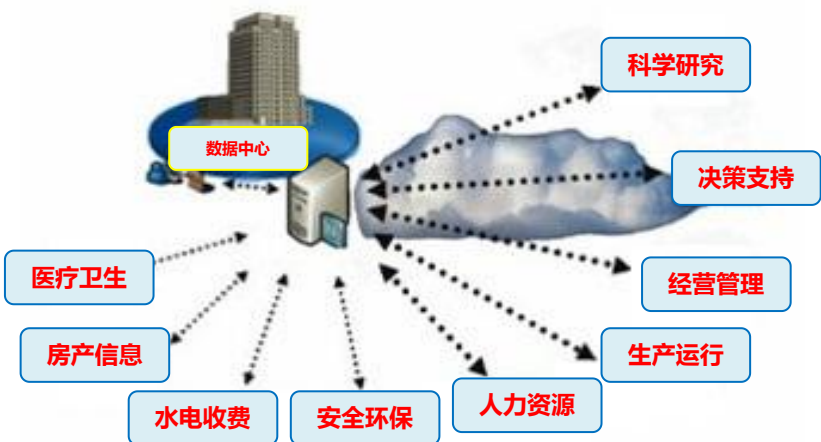 科学研究
数据中心
决策支持
医疗卫生
经营管理
房产信息
生产运行
水电收费
安全环保
人力资源